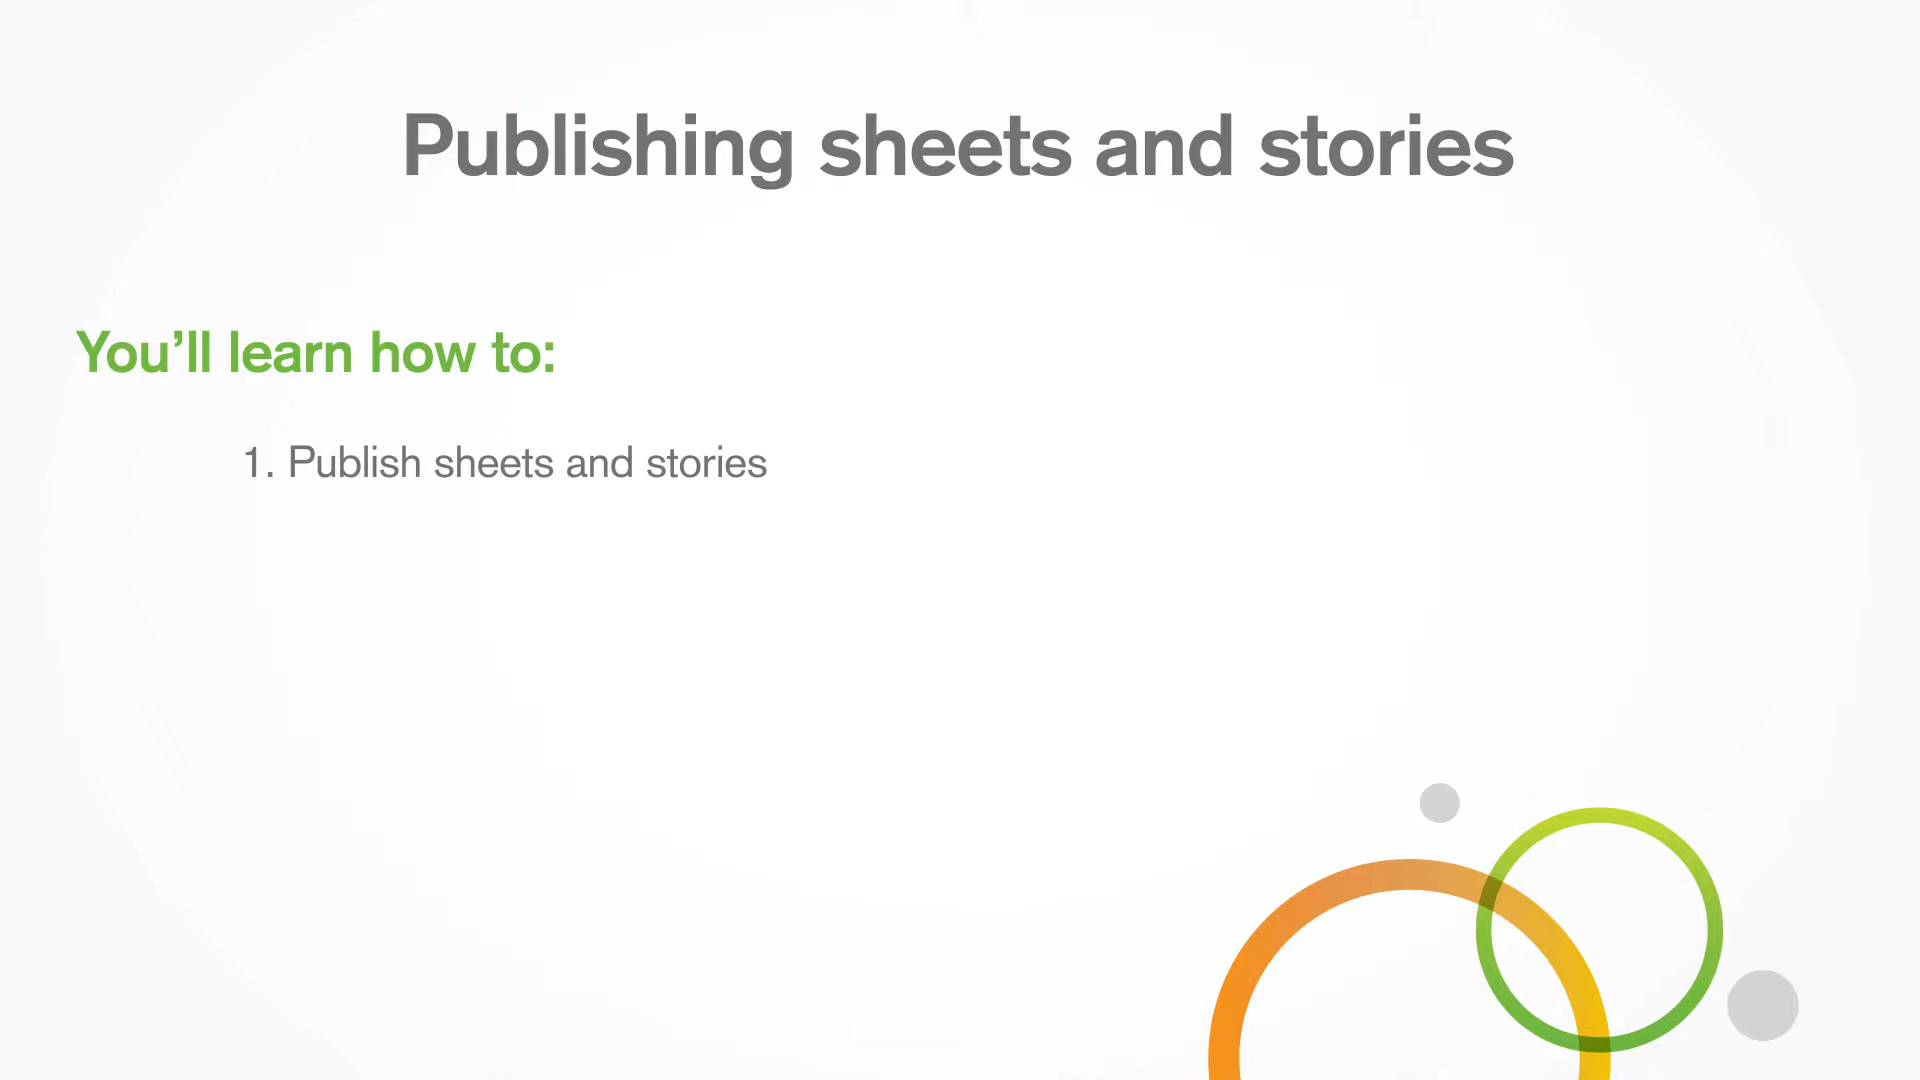 Publishing sheets and stories
You’ll learn how to:
1. Publish sheets and stories